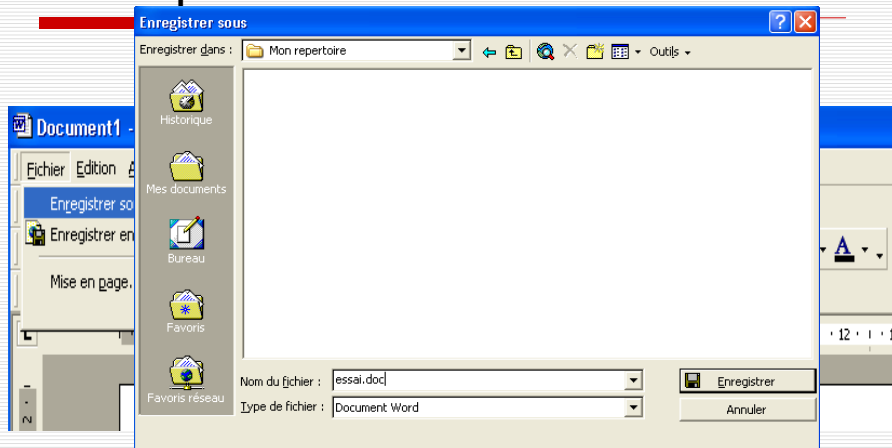 Enregistrer sous
Enregistrer dans :
Mon repertoire
Outils
Historique
Mes documents
Bureau
Favoris
Favoris réseau
Nom du fichier :
essai.doc
Enregistrer
Type de fichier :
Document Word
Annuler
Document1 -
Fichier Edition A
Enregistrer so
Enregistrer en
Mise en page.
A
12
2